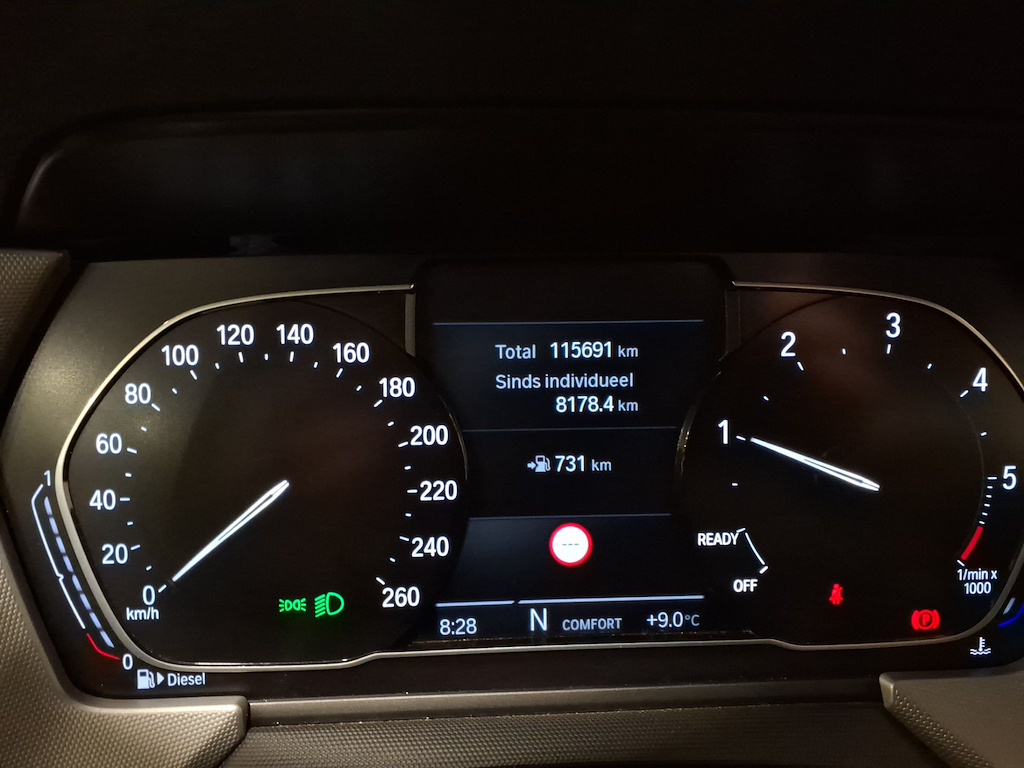 120 140
100 160
80 180
60 200
40 220
20 240
0 260
km/h
1
0
Diesel
Total 115691 km
Sinds individueel
8178.4 km
731 km
---
8:28 N COMFORT +9.0°C
1 2 3 4 5
READY
OFF
1/min x
1000
P